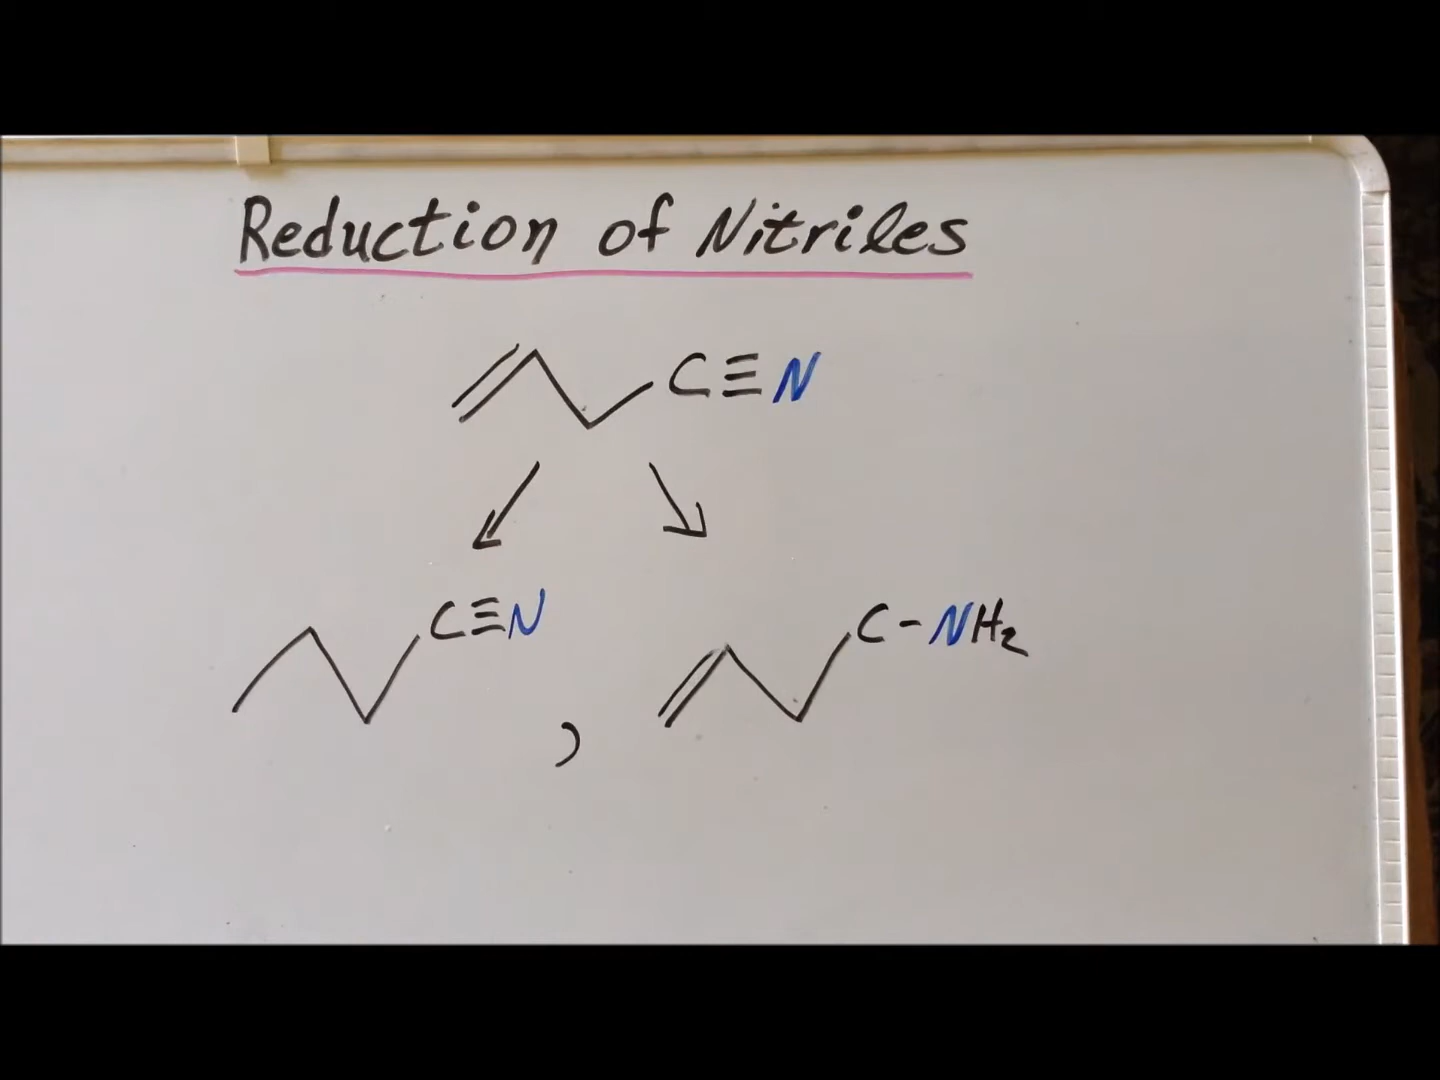 Reduction of Nitriles
C≡N
C≡N
,
C-NH₂